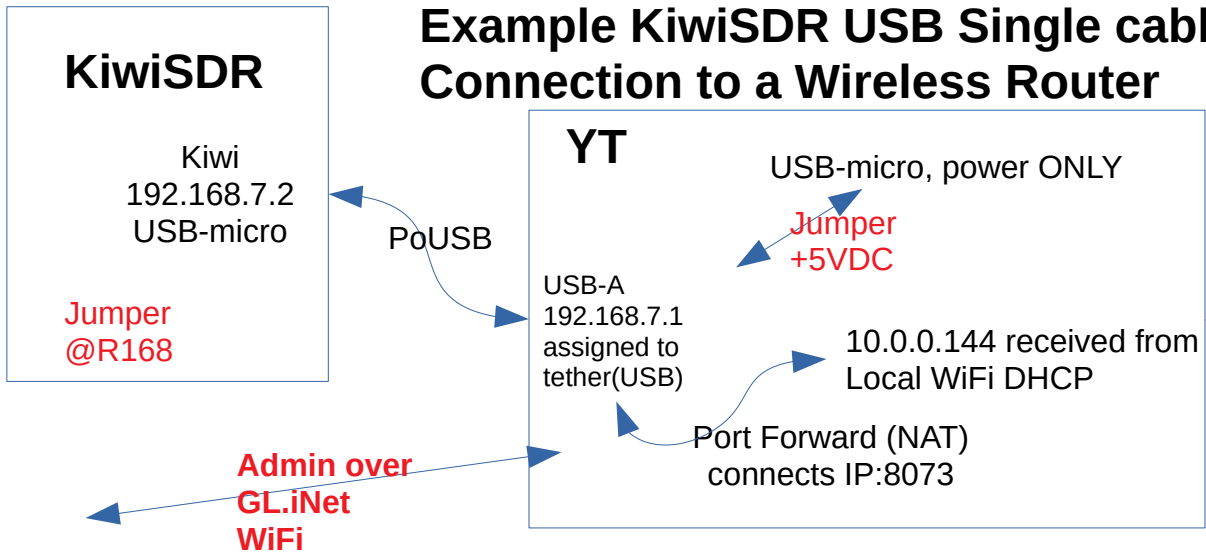 Example KiwiSDR USB Single cabl
Connection to a Wireless Router
KiwiSDR
Kiwi
192.168.7.2
USB-micro
Jumper
@R168
PoUSB
YT
USB-micro, power ONLY
Jumper
+5VDC
USB-A
192.168.7.1
assigned to
tether(USB)
10.0.0.144 received from
Local WiFi DHCP
Port Forward (NAT)
connects IP:8073
Admin over
GL.iNet
WiFi